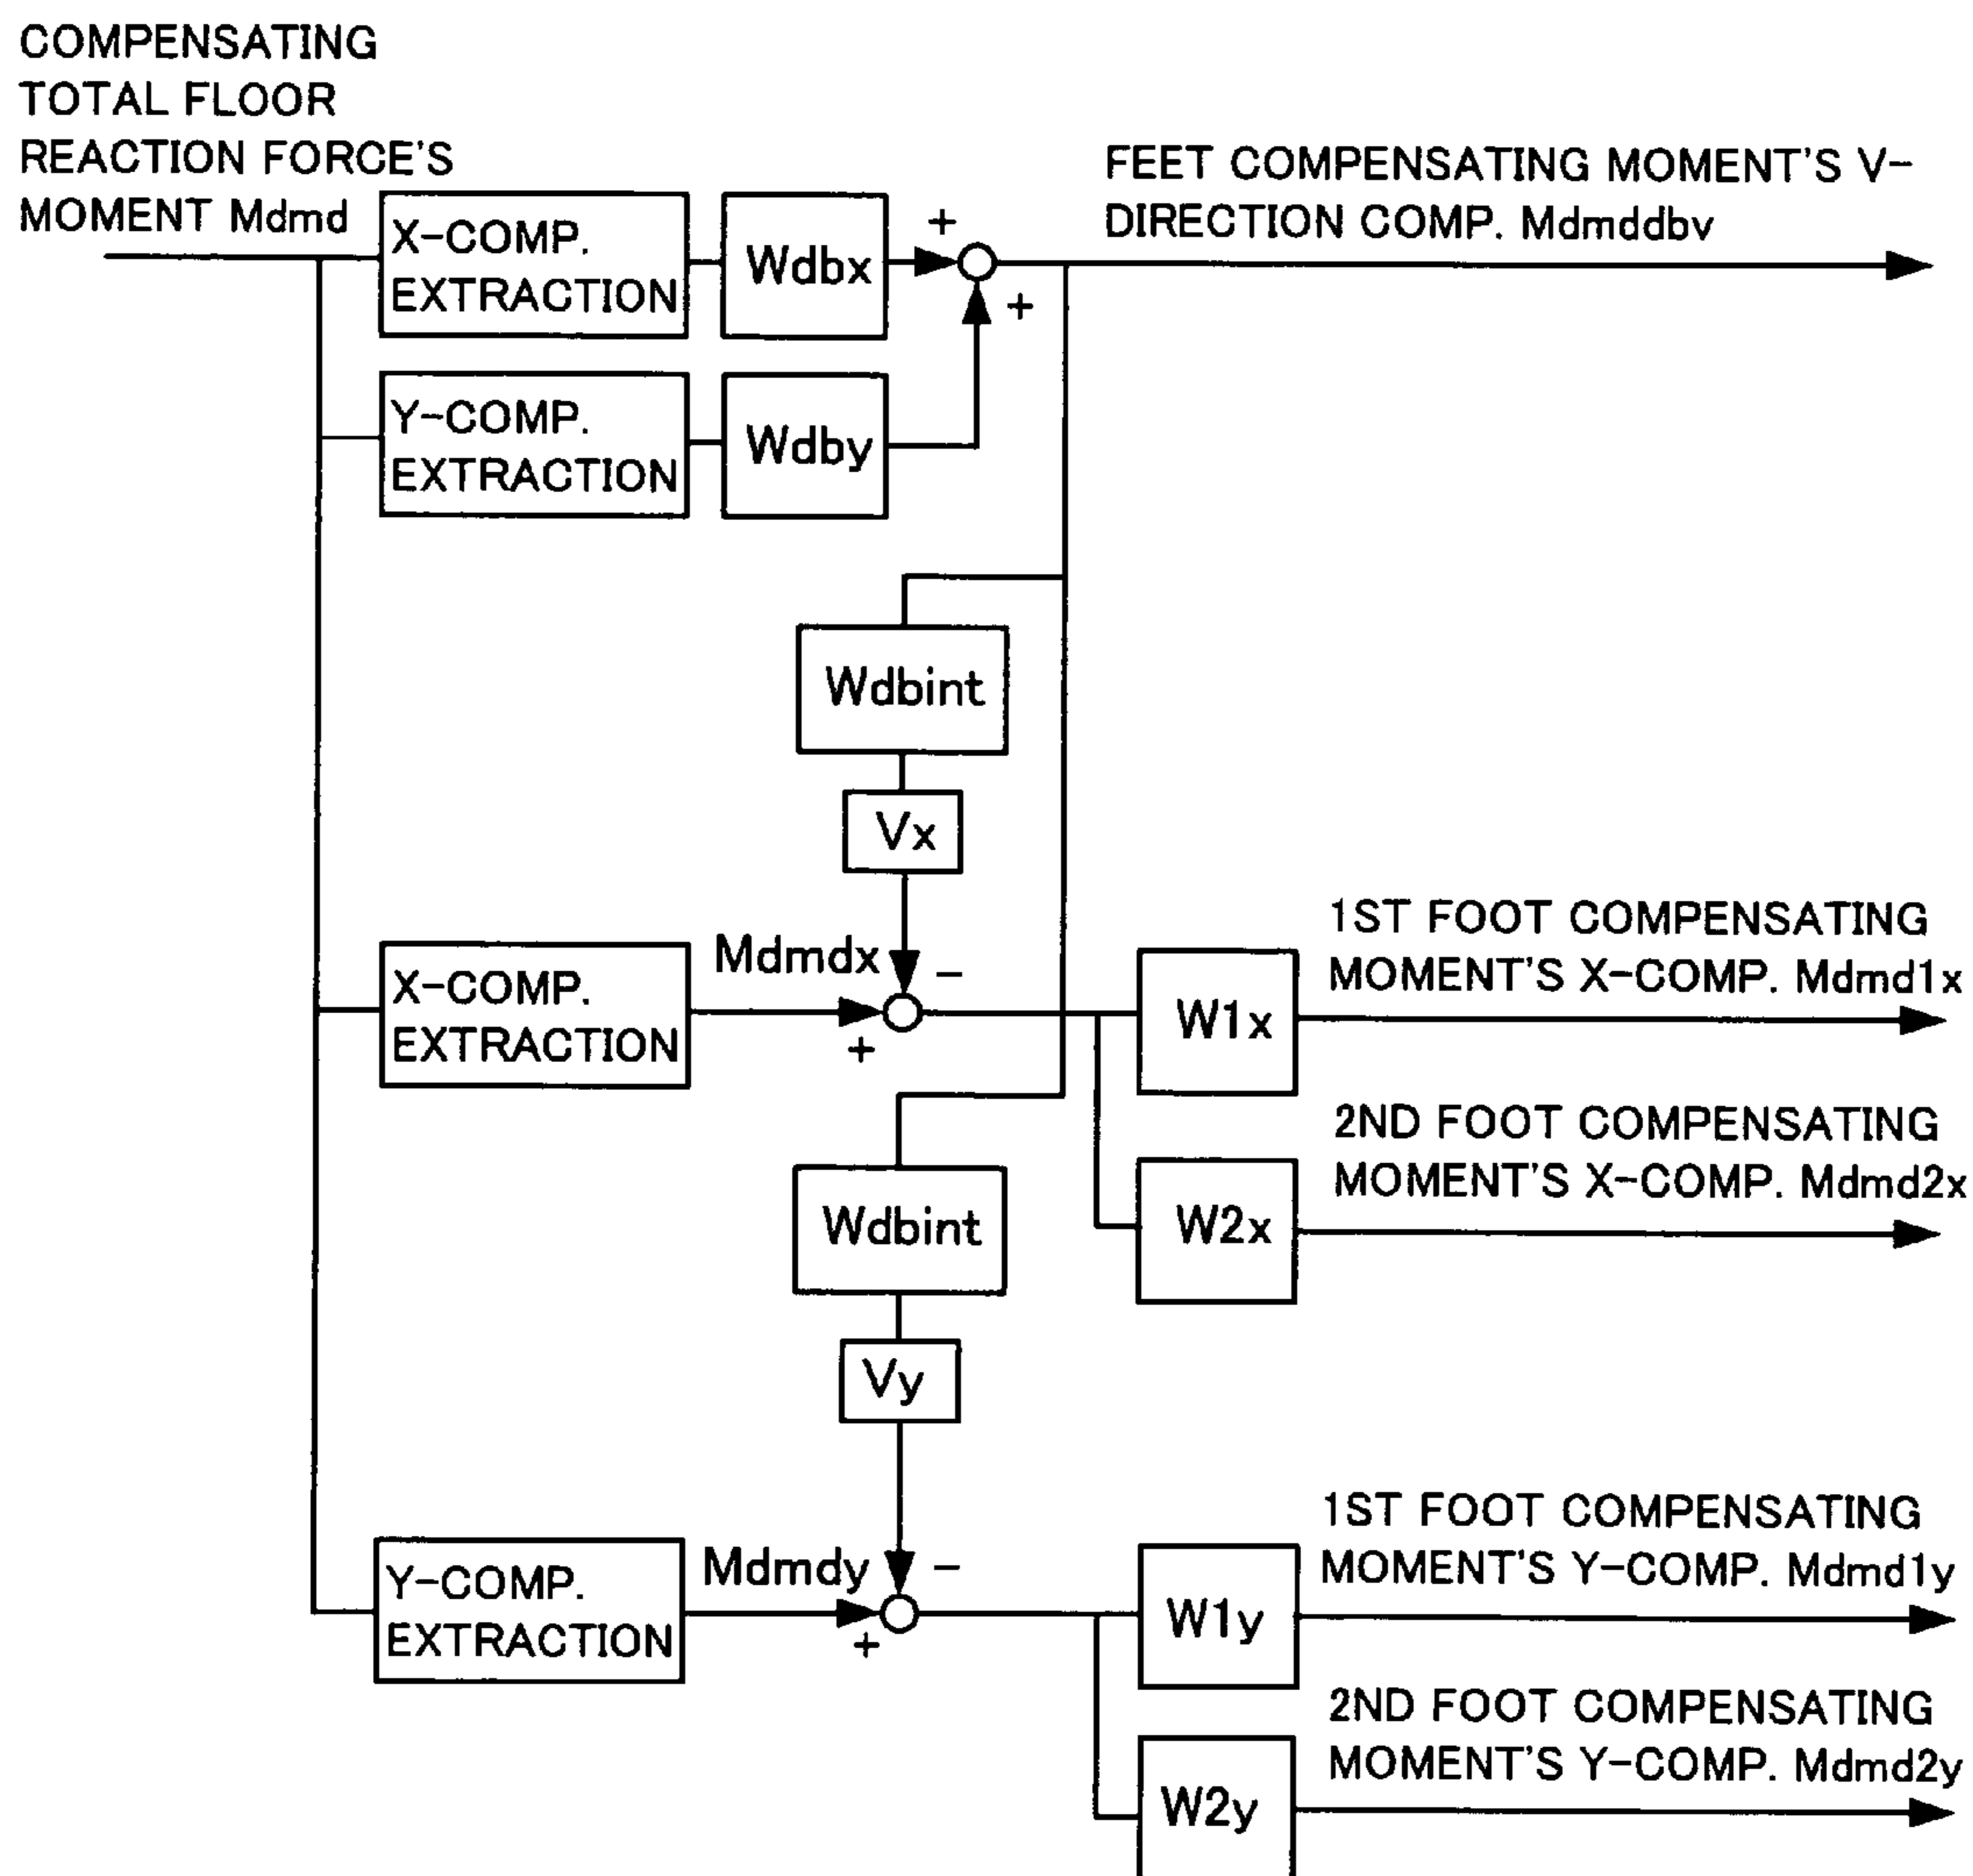 COMPENSATING
TOTAL FLOOR
REACTION FORCE'S
MOMENT Mdmd
FEET COMPENSATING MOMENT'S V-
DIRECTION COMP. Mdmddbv
X-COMP.
EXTRACTION
Wdbx
+
+
Y-COMP.
EXTRACTION
Wdby
Wdbint
Vx
Mdmdx
-
+
X-COMP.
EXTRACTION
W1x
1ST FOOT COMPENSATING
MOMENT'S X-COMP. Mdmd1x
W2x
2ND FOOT COMPENSATING
MOMENT'S X-COMP. Mdmd2x
Wdbint
Vy
Mdmdy
-
+
Y-COMP.
EXTRACTION
W1y
1ST FOOT COMPENSATING
MOMENT'S Y-COMP. Mdmd1y
W2y
2ND FOOT COMPENSATING
MOMENT'S Y-COMP. Mdmd2y